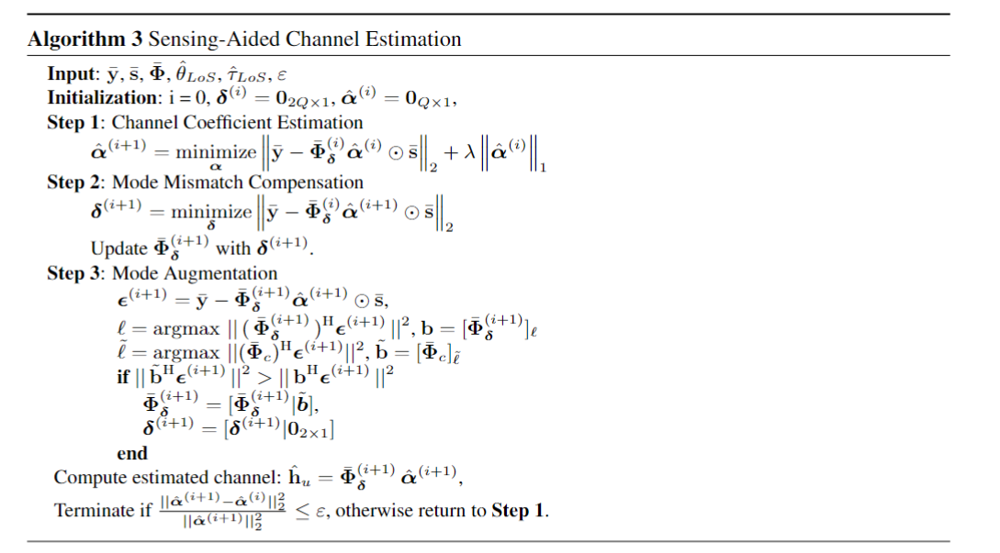 Algorithm 3 Sensing-Aided Channel Estimation
Input: ȳ, s̄, Φ̄, θ̂_{LoS}, τ̂_{LoS}, ε
Initialization: i = 0, δ^{(i)} = 0_{2Q×1}, α̂^{(i)} = 0_{Q×1},
Step 1: Channel Coefficient Estimation
α̂^{(i+1)} = minimize_α ||ȳ − Φ̄_δ^{(i)} α̂^{(i)} ⊙ s̄||_2 + λ ||α̂^{(i)}||_1
Step 2: Mode Mismatch Compensation
δ^{(i+1)} = minimize_δ ||ȳ − Φ̄_δ^{(i)} α̂^{(i+1)} ⊙ s̄||_2
Update Φ̄_δ^{(i+1)} with δ^{(i+1)}.
Step 3: Mode Augmentation
ϵ^{(i+1)} = ȳ − Φ̄_δ^{(i+1)} α̂^{(i+1)} ⊙ s̄,
ℓ = argmax || ( Φ̄_δ^{(i+1)} )^H ϵ^{(i+1)} ||^2, b = [Φ̄_δ^{(i+1)}]_ℓ
ℓ̃ = argmax ||(Φ̄_c)^H ϵ^{(i+1)}||^2, b̃ = [Φ̄_c]_ℓ̃
if || b̃^H ϵ^{(i+1)} ||^2 > || b^H ϵ^{(i+1)} ||^2
Φ̄_δ^{(i+1)} = [Φ̄_δ^{(i+1)} | b̃],
δ^{(i+1)} = [δ^{(i+1)} | 0_{2×1}]
end
Compute estimated channel: ĥ_u = Φ̄_δ^{(i+1)} α̂^{(i+1)},
Terminate if ||α̂^{(i+1)} − α̂^{(i)}||_2^2 / ||α̂^{(i+1)}||_2^2 ≤ ε, otherwise return to Step 1.